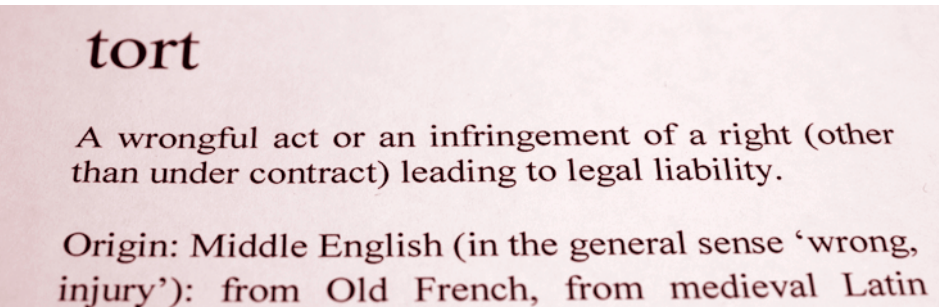 tort
A wrongful act or an infringement of a right (other
than under contract) leading to legal liability.
Origin: Middle English (in the general sense ‘wrong,
injury’): from Old French, from medieval Latin